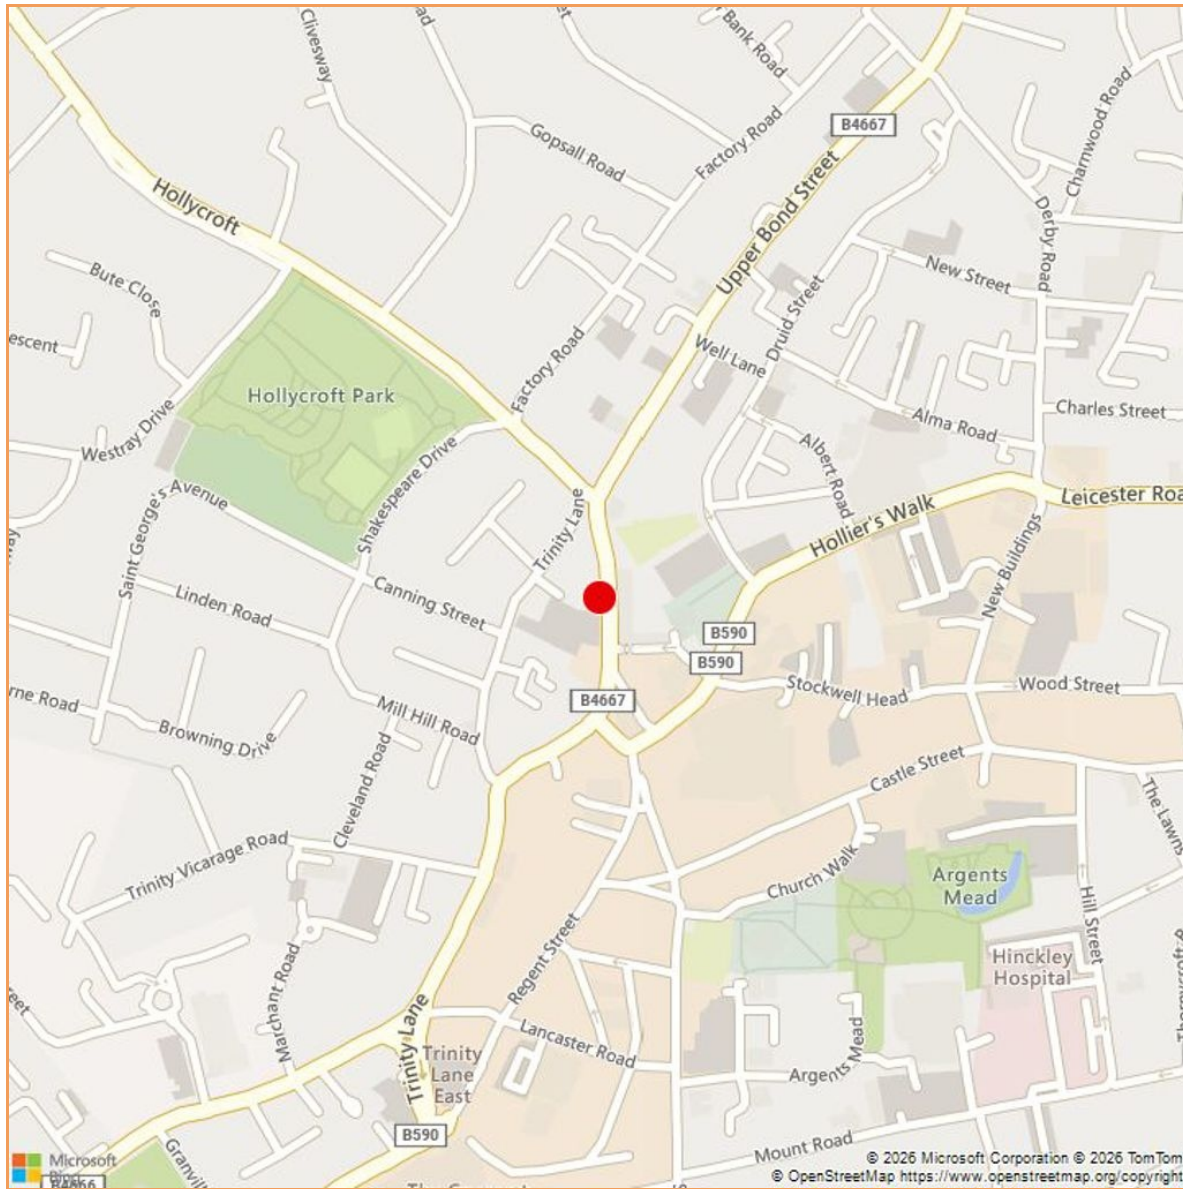 Clivesway
Bank Road
B4667
Charnwood Road
Gopsall Road
Factory Road
Hollycroft
Upper Bond Street
Derby Road
Bute Close
New Street
Druid Street
escent
Factory Road
Well Lane
Hollycroft Park
Charles Street
Alma Road
Westray Drive
Albert Road
Shakespeare Drive
Saint George's Avenue
Trinity Lane
Leicester Roa
Hollier's Walk
New Buildings
Linden Road
Canning Street
B590
B590
Stockwell Head
Wood Street
rne Road
B4667
Browning Drive
Mill Hill Road
Cleveland Road
Castle Street
The Lawns
Trinity Vicarage Road
Church Walk
Argents
Mead
Hill Street
Regent Street
Hinckley
Hospital
Marchant Road
Trinity Lane
Lancaster Road
Trinity
Lane
East
Argents Mead
B590
Mount Road
Microsoft
© 2026 Microsoft Corporation © 2026 TomTom
© OpenStreetMap https://www.openstreetmap.org/copyright